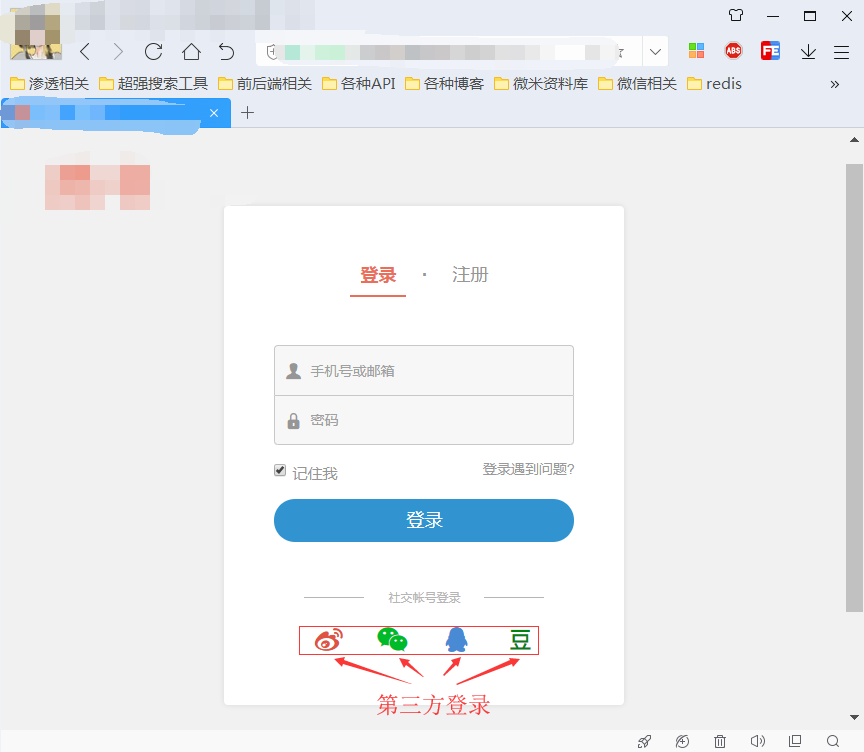 ABS
FE
渗透相关 超强搜索工具 前后端相关 各种API 各种博客 微米资料库 微信相关 redis »
登录 · 注册
手机号或邮箱
密码
记住我 登录遇到问题?
登录
社交帐号登录
豆
第三方登录